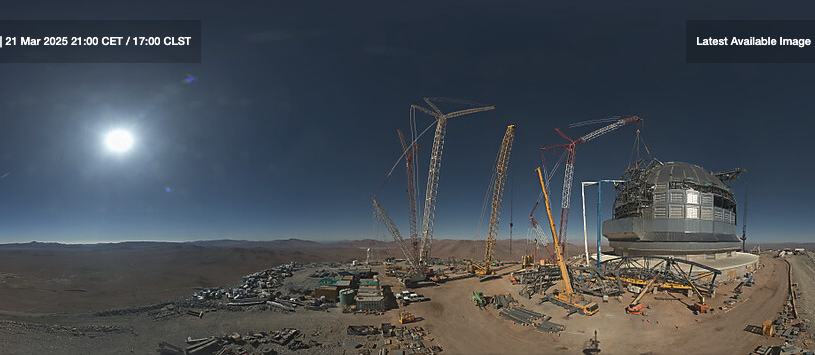 | 21 Mar 2025 21:00 CET / 17:00 CLST
Latest Available Image